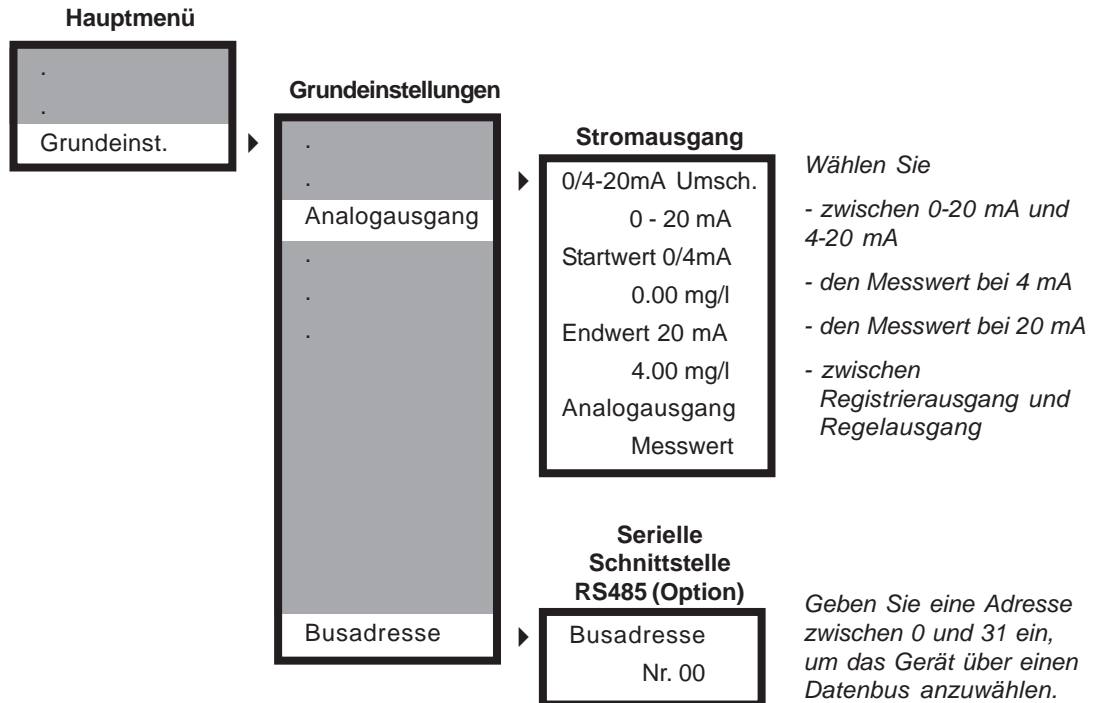 Hauptmenü
.
.
Grundeinst.
Grundeinstellungen
.
.
Analogausgang
.
.
.
Busadresse
Stromausgang
0/4-20mA Umsch.
0 - 20 mA
Startwert 0/4mA
0.00 mg/l
Endwert 20 mA
4.00 mg/l
Analogausgang
Messwert
Wählen Sie
- zwischen 0-20 mA und
4-20 mA
- den Messwert bei 4 mA
- den Messwert bei 20 mA
- zwischen
Registrierausgang und
Regelausgang
Serielle
Schnittstelle
RS485 (Option)
Busadresse
Nr. 00
Geben Sie eine Adresse
zwischen 0 und 31 ein,
um das Gerät über einen
Datenbus anzuwählen.